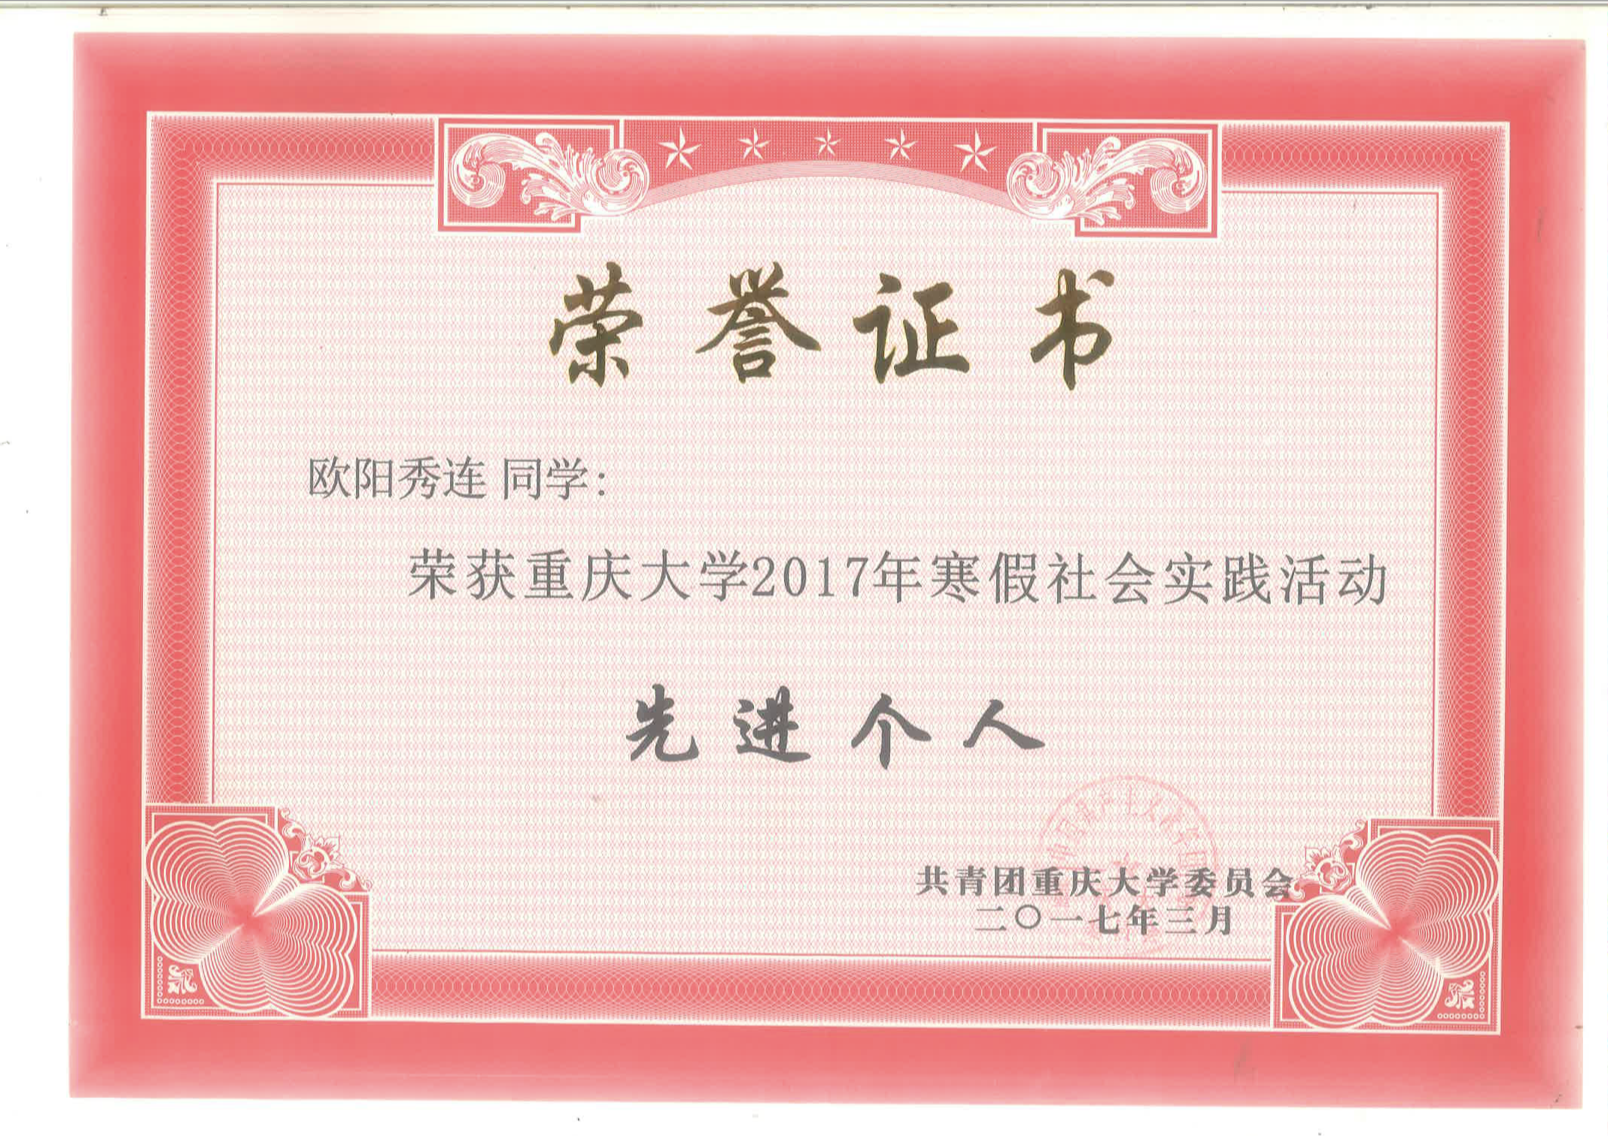 荣誉证书
欧阳秀连 同学：
荣获重庆大学2017年寒假社会实践活动
先进个人
共青团重庆大学委员会
二〇一七年三月